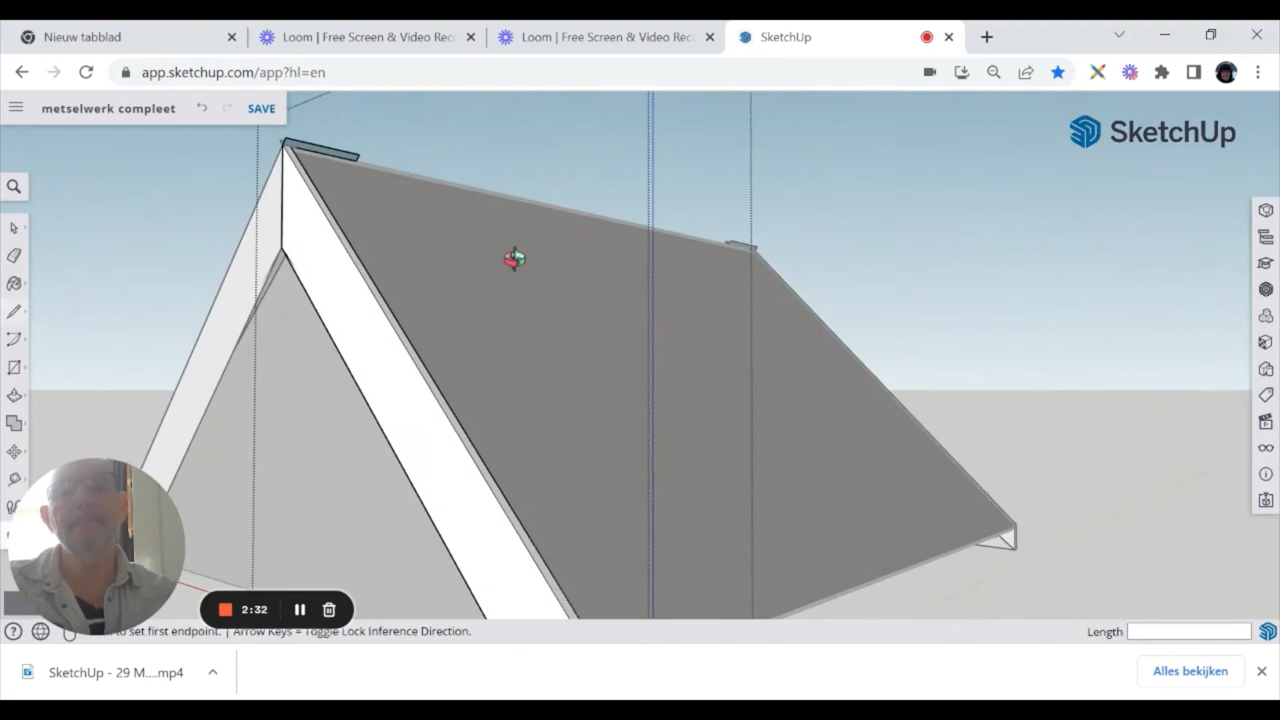 Nieuw tabblad
Loom | Free Screen & Video Reco
Loom | Free Screen & Video Reco
SketchUp
app.sketchup.com/app?hl=en
metselwerk compleet
SAVE
SketchUp
2:32
to set first endpoint. | Arrow Keys = Toggle Lock Inference Direction.
Length
SketchUp - 29 M....mp4
Alles bekijken